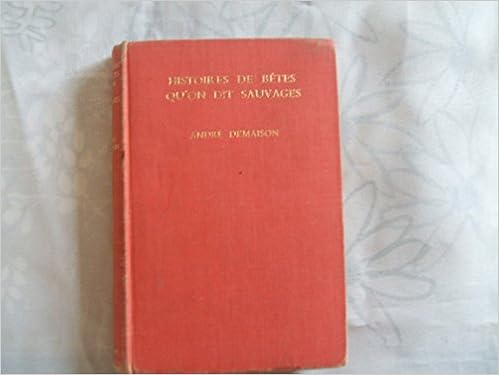 HISTOIRES DE BÊTES
QU'ON DIT SAUVAGES
ANDRÉ DEMAISON